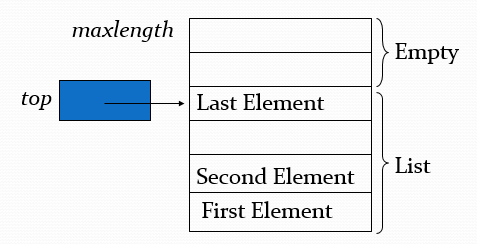 maxlength
Empty
top
Last Element
List
Second Element
First Element